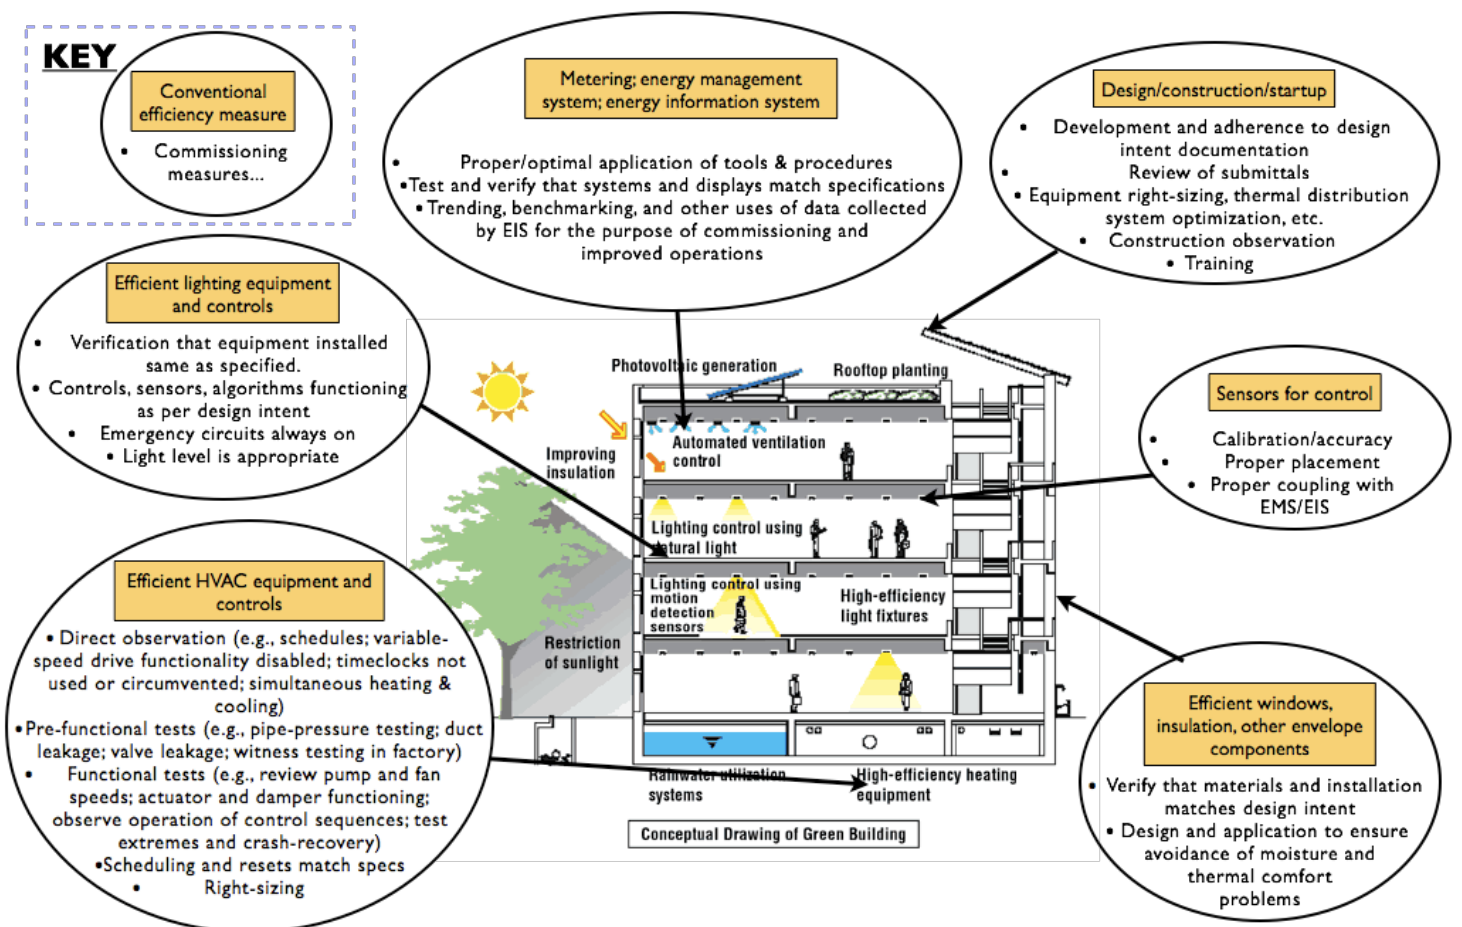 KEY
Conventional
efficiency measure
• Commissioning
measures...
Metering; energy management
system; energy information system
• Proper/optimal application of tools & procedures
•Test and verify that systems and displays match specifications
• Trending, benchmarking, and other uses of data collected
by EIS for the purpose of commissioning and
improved operations
Design/construction/startup
• Development and adherence to design
intent documentation
• Review of submittals
• Equipment right-sizing, thermal distribution
system optimization, etc.
• Construction observation
• Training
Efficient lighting equipment
and controls
• Verification that equipment installed
same as specified.
• Controls, sensors, algorithms functioning
as per design intent
• Emergency circuits always on
• Light level is appropriate
Sensors for control
• Calibration/accuracy
• Proper placement
• Proper coupling with
EMS/EIS
Efficient HVAC equipment and
controls
• Direct observation (e.g., schedules; variable-
speed drive functionality disabled; timeclocks not
used or circumvented; simultaneous heating &
cooling)
•Pre-functional tests (e.g., pipe-pressure testing; duct
leakage; valve leakage; witness testing in factory)
• Functional tests (e.g., review pump and fan
speeds; actuator and damper functioning;
observe operation of control sequences; test
extremes and crash-recovery)
•Scheduling and resets match specs
• Right-sizing
Efficient windows,
insulation, other envelope
components
• Verify that materials and installation
matches design intent
• Design and application to ensure
avoidance of moisture and
thermal comfort
problems
Photovoltaic generation
Rooftop planting
Improving
insulation
Automated ventilation
control
Lighting control using
natural light
Lighting control using
motion
detection
sensors
High-efficiency
light fixtures
Restriction
of sunlight
Rainwater utilization
systems
High-efficiency heating
equipment
Conceptual Drawing of Green Building